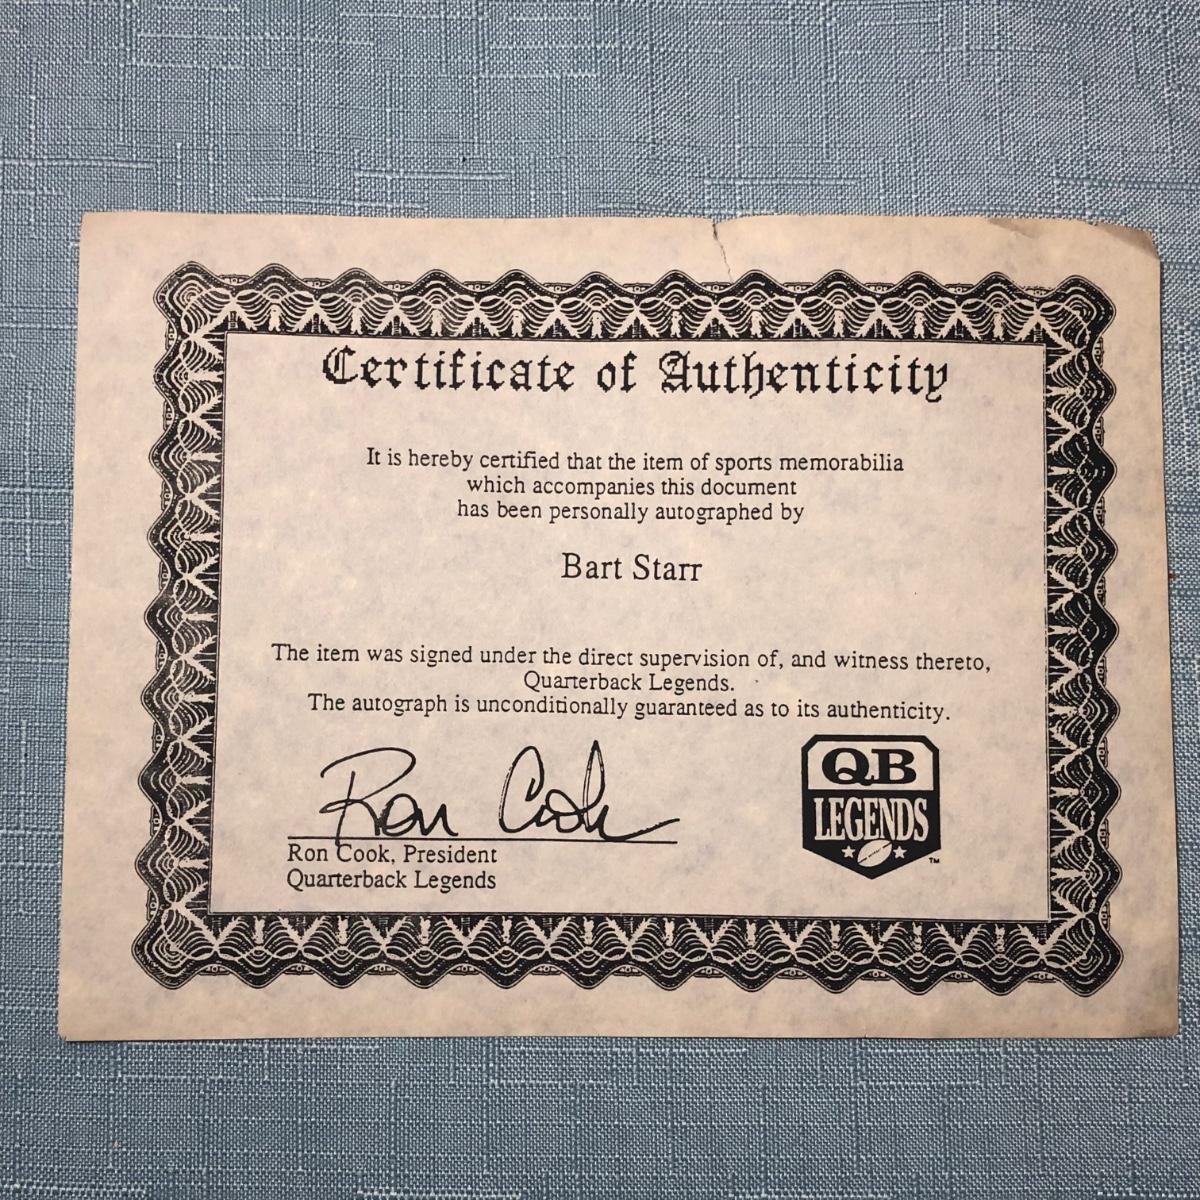 Certificate of Authenticity
It is hereby certified that the item of sports memorabilia
which accompanies this document
has been personally autographed by
Bart Starr
The item was signed under the direct supervision of, and witness thereto,
Quarterback Legends.
The autograph is unconditionally guaranteed as to its authenticity.
Ron Cook
Ron Cook, President
Quarterback Legends
QB
LEGENDS
TM